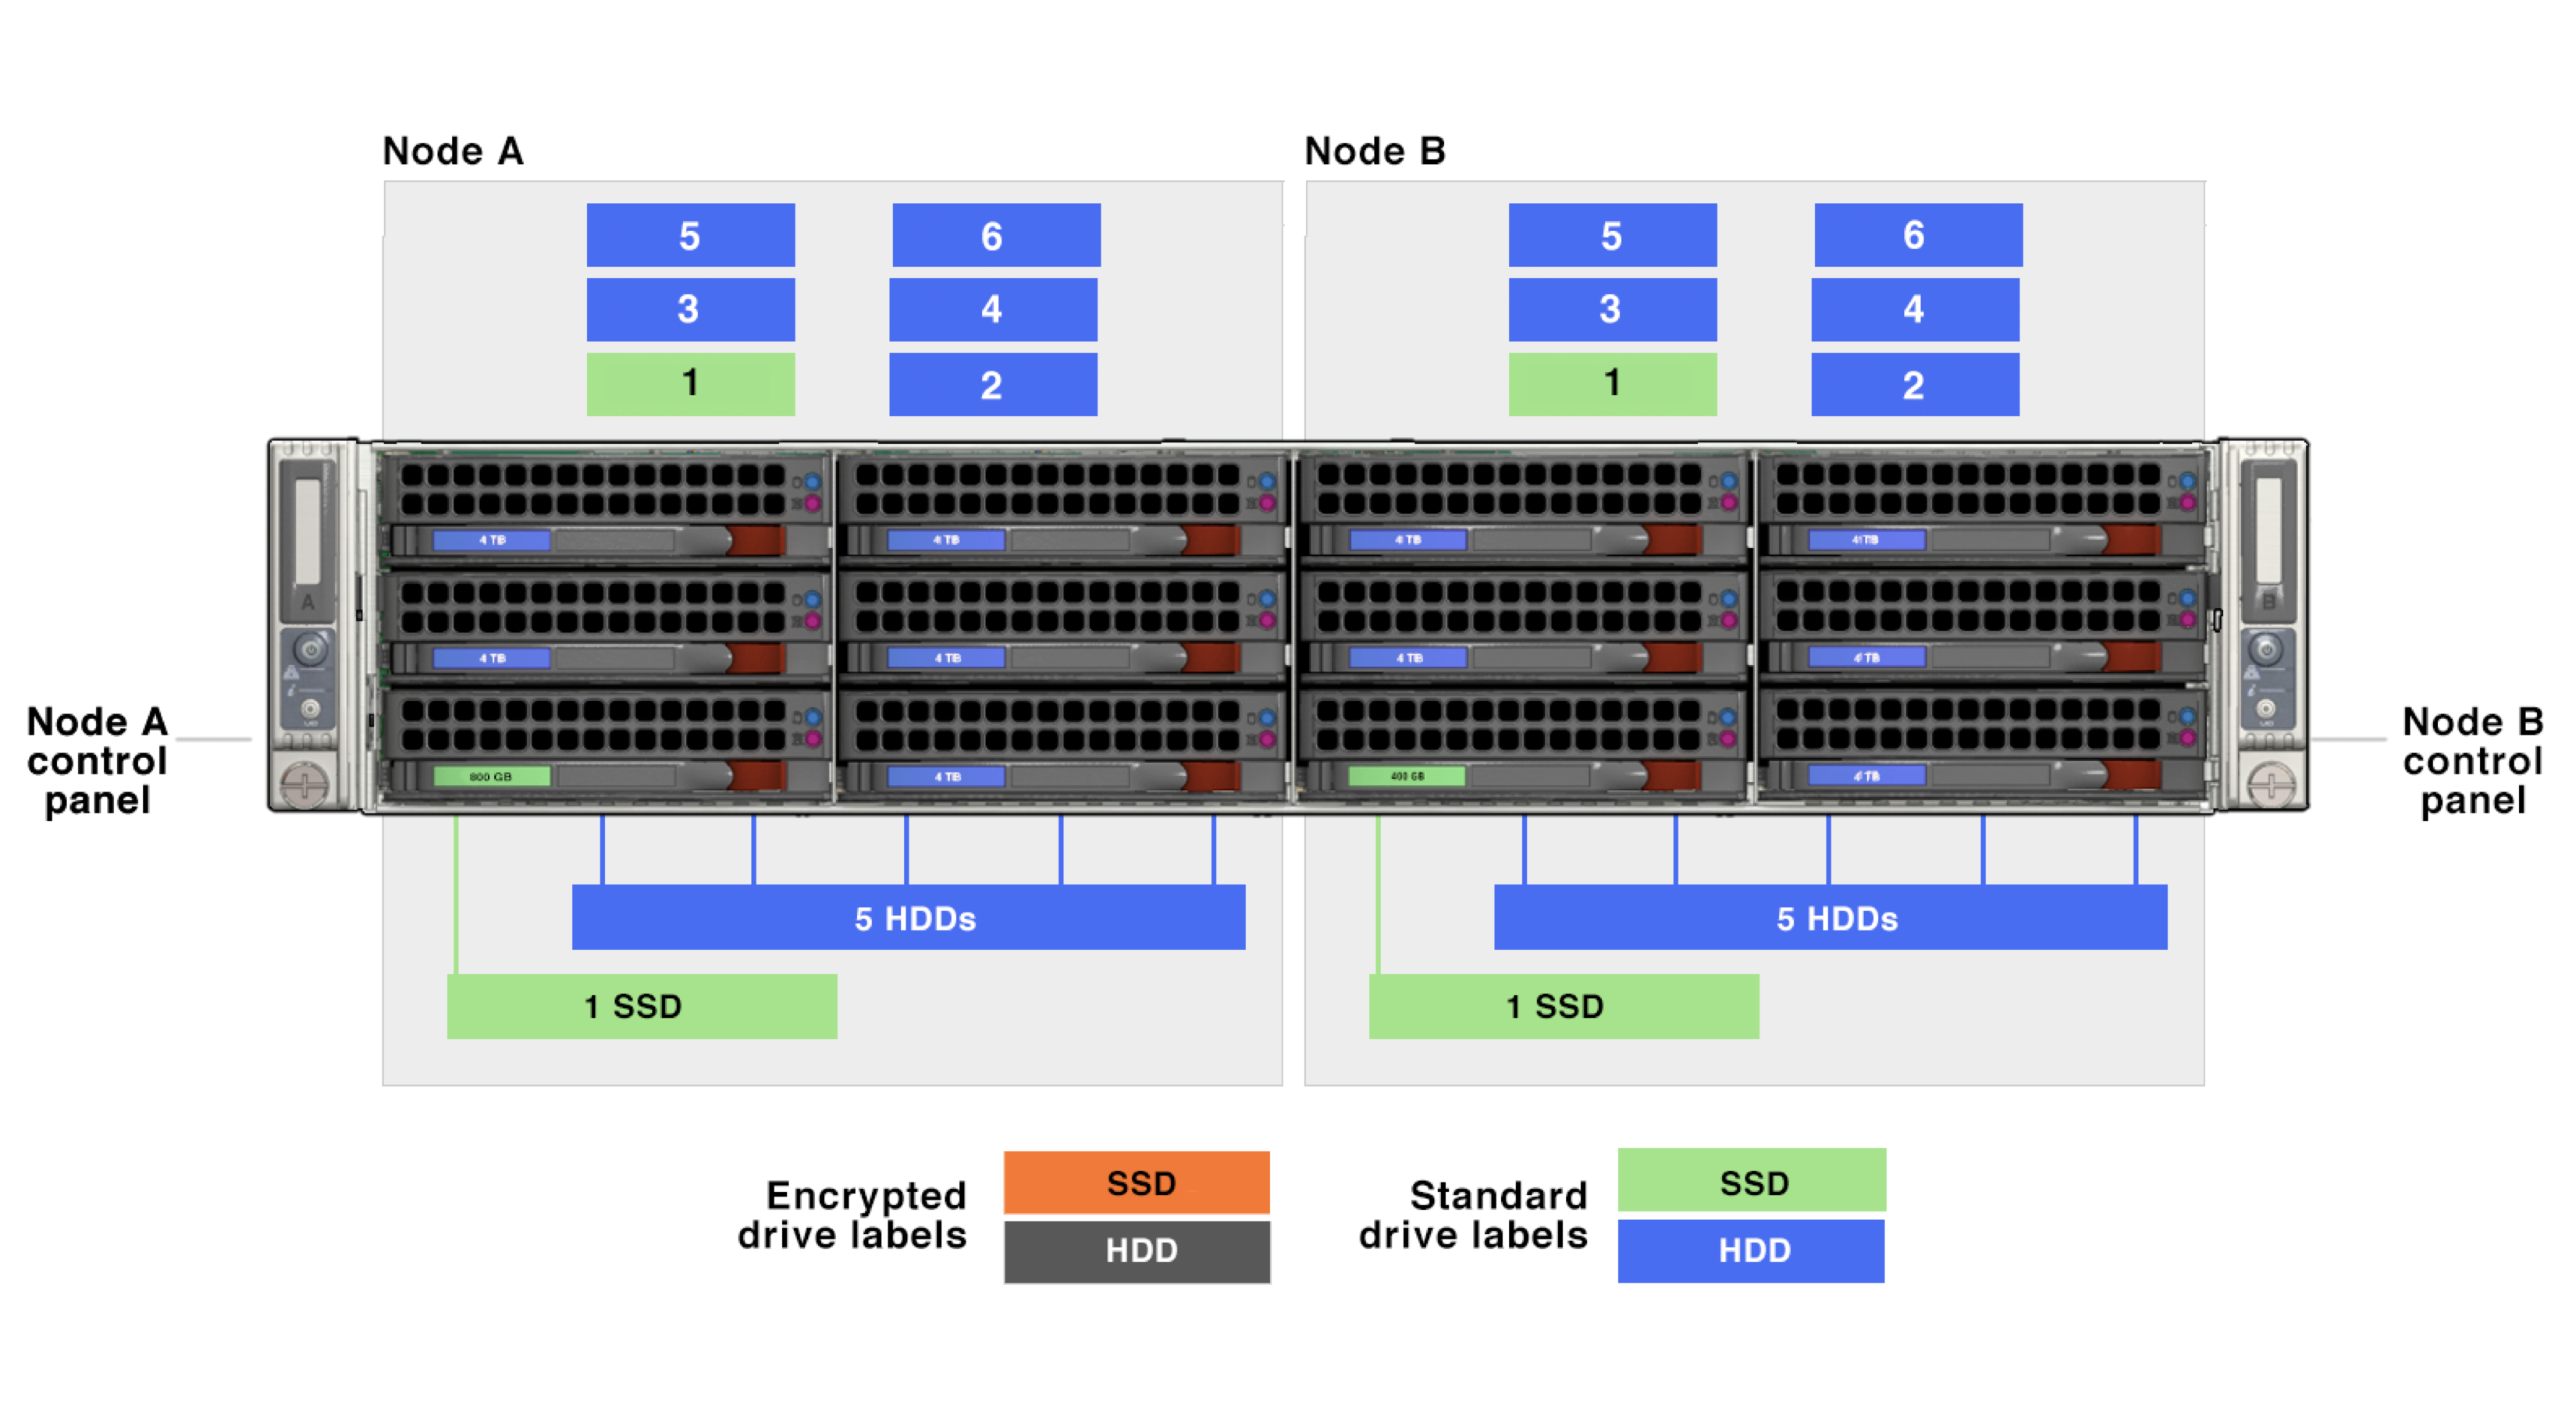 Node A
Node B
5
6
5
6
3
4
3
4
1
2
1
2
4 TB
4 TB
4 TB
4 TB
A
B
4 TB
4 TB
4 TB
4 TB
UID
UID
Node A
control
panel
Node B
control
panel
800 GB
4 TB
400 GB
4 TB
5 HDDs
5 HDDs
1 SSD
1 SSD
Encrypted
drive labels
SSD
HDD
Standard
drive labels
SSD
HDD